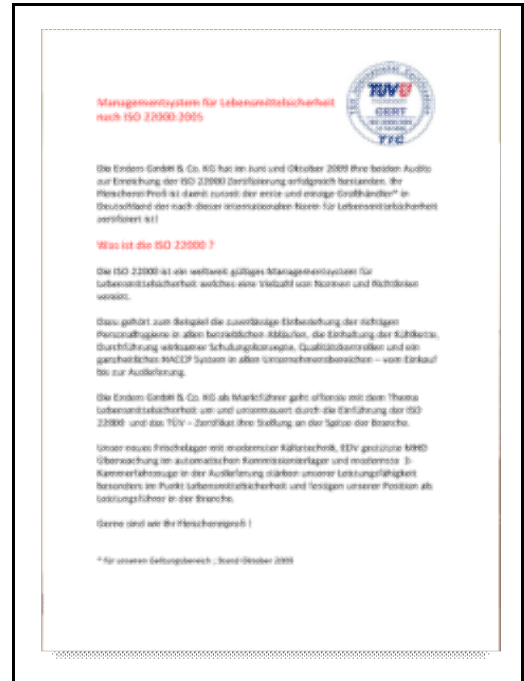 Managementsystem für Lebensmittelsicherheit
nach ISO 22000:2005
TÜV
CERT
Die Enders GmbH & Co. KG hat im Juni und Oktober 2009 ihre beiden Audits
zur Erreichung der ISO 22000 Zertifizierung erfolgreich bestanden. Ihr
Fleischerei Profi ist damit zurzeit der erste und einzige Großhändler* in
Deutschland der nach dieser internationalen Norm für Lebensmittelsicherheit
zertifiziert ist!
Was ist die ISO 22000 ?
Die ISO 22000 ist ein weltweit gültiges Managementsystem für
Lebensmittelsicherheit welches eine Vielzahl von Normen und Richtlinien
vereint.
Dazu gehört zum Beispiel die zuverlässige Einbeziehung der richtigen
Personalhygiene in allen betrieblichen Abläufen, die Einhaltung der Kühlkette,
Durchführung wirksamer Schulungskonzepte, Qualitätskontrollen und ein
ganzheitliches HACCP System in allen Unternehmensbereichen – vom Einkauf
bis zur Auslieferung.
Die Enders GmbH & Co. KG als Marktführer geht offensiv mit dem Thema
Lebensmittelsicherheit um und untermauert durch die Einführung der ISO
22000 und das TÜV – Zertifikat ihre Stellung an der Spitze der Branche.
Unser neues Frischelager mit modernster Kältetechnik, EDV gestützte MHD
Überwachung im automatischen Kommissionierlager und modernste 3-
Kammerfahrzeuge in der Auslieferung stärken unserer Leistungsfähigkeit
besonders im Punkt Lebensmittelsicherheit und festigen unserer Position als
Leistungsführer in der Branche.
Gerne sind wir Ihr Fleischereiprofi !
* für unseren Geltungsbereich ; Stand Oktober 2009